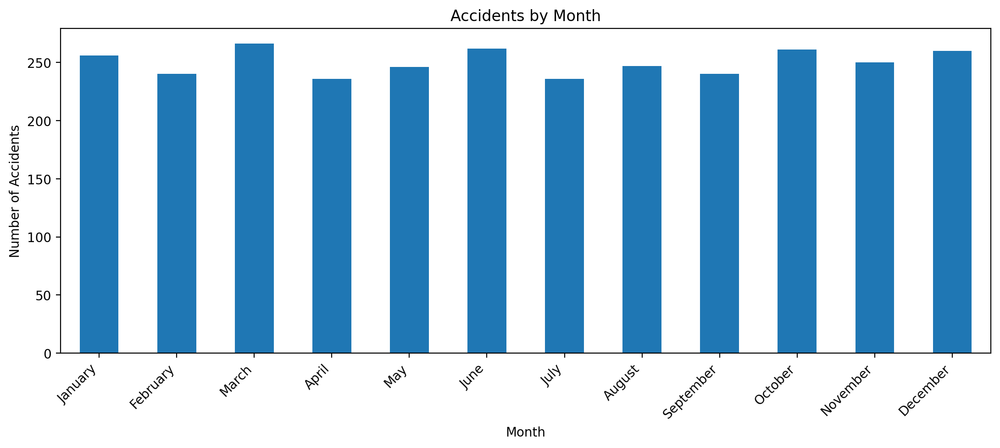 Accidents by Month
Number of Accidents
250
200
150
100
50
0
January
February
March
April
May
June
July
August
September
October
November
December
Month